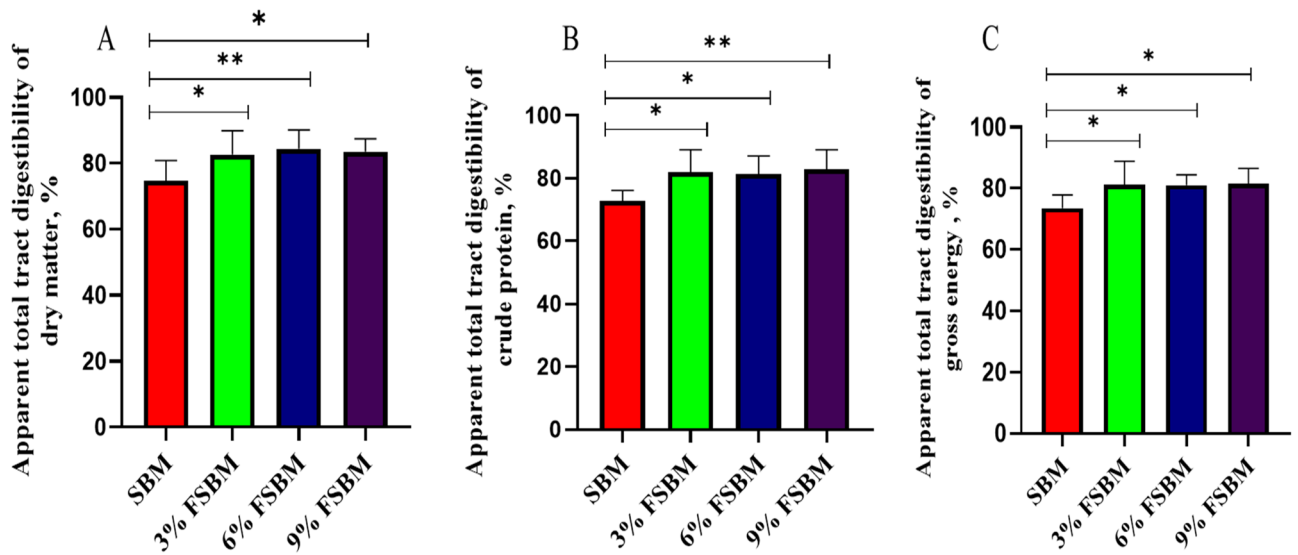 A
*
**
*
Apparent total tract digestibility of
dry matter, %
100
80
60
40
20
0
SBM
3% FSBM
6% FSBM
9% FSBM
B
**
*
*
Apparent total tract digestibility of
crude protein, %
100
80
60
40
20
0
SBM
3% FSBM
6% FSBM
9% FSBM
C
*
*
*
Apparent total tract digestibility of
gross energy , %
100
80
60
40
20
0
SBM
3% FSBM
6% FSBM
9% FSBM